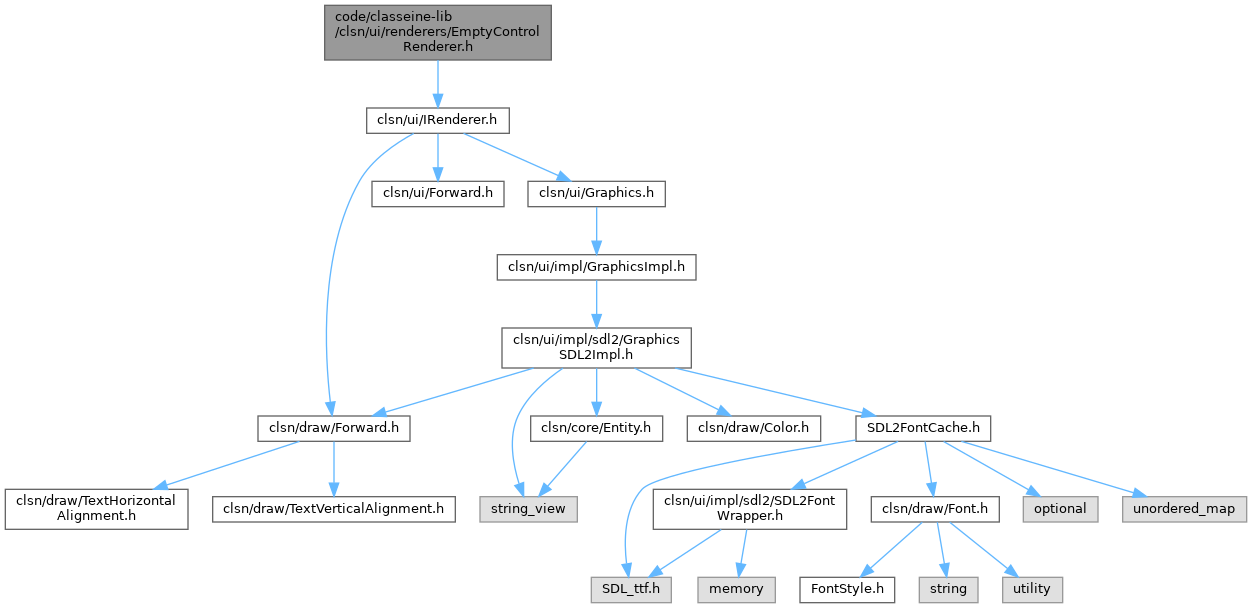 code/classeine-lib
/clsn/ui/renderers/EmptyControl
Renderer.h
clsn/ui/IRenderer.h
clsn/ui/Forward.h
clsn/ui/Graphics.h
clsn/ui/impl/GraphicsImpl.h
clsn/ui/impl/sdl2/Graphics
SDL2Impl.h
clsn/draw/Forward.h
clsn/core/Entity.h
clsn/draw/Color.h
SDL2FontCache.h
clsn/draw/TextHorizontal
Alignment.h
clsn/draw/TextVerticalAlignment.h
string_view
clsn/ui/impl/sdl2/SDL2Font
Wrapper.h
clsn/draw/Font.h
optional
unordered_map
SDL_ttf.h
memory
FontStyle.h
string
utility